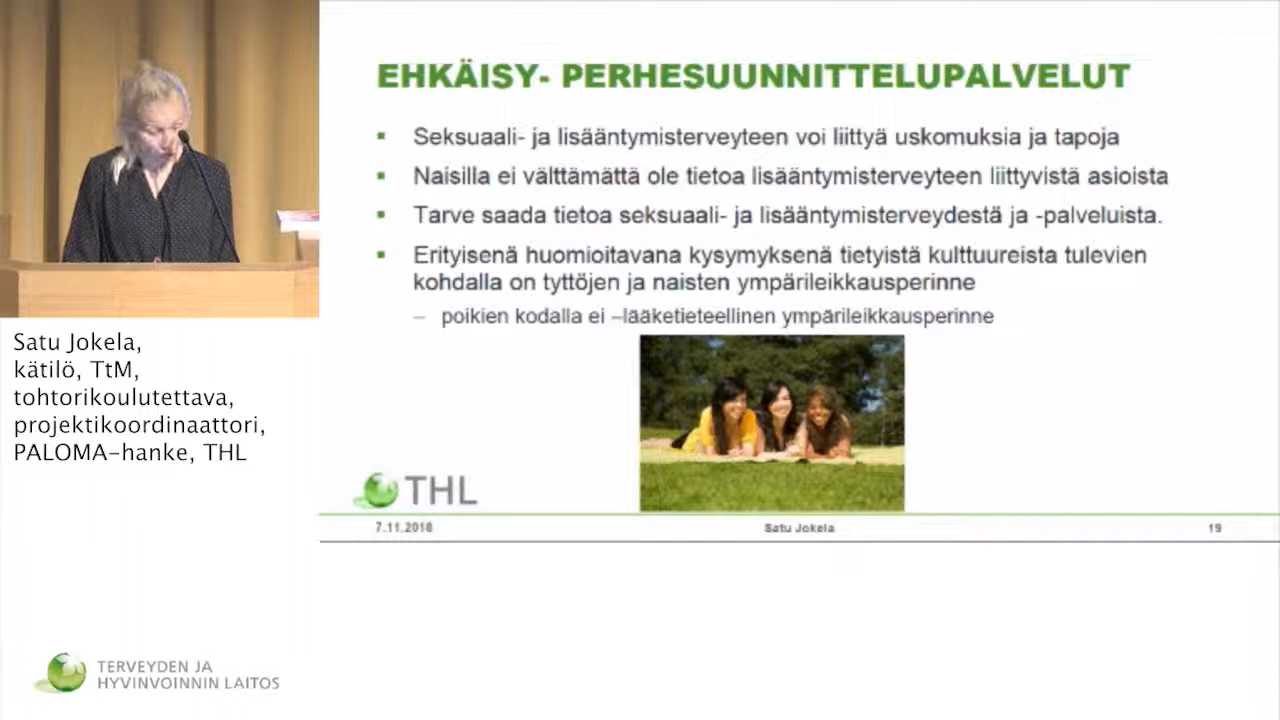 EHKÄISY- PERHESUUNNITTELUPALVELUT
Seksuaali- ja lisääntymisterveyteen voi liittyä uskomuksia ja tapoja
Naisilla ei välttämättä ole tietoa lisääntymisterveyteen liittyvistä asioista
Tarve saada tietoa seksuaali- ja lisääntymisterveydestä ja -palveluista.
Erityisenä huomioitavana kysymyksenä tietyistä kulttuureista tulevien
kohdalla on tyttöjen ja naisten ympärileikkausperinne
– poikien kodalla ei –lääketieteellinen ympärileikkausperinne
THL
7.11.2018
Satu Jokela
19
Satu Jokela,
kätilö, TtM,
tohtorikoulutettava,
projektikoordinaattori,
PALOMA-hanke, THL
TERVEYDEN JA
HYVINVOINNIN LAITOS